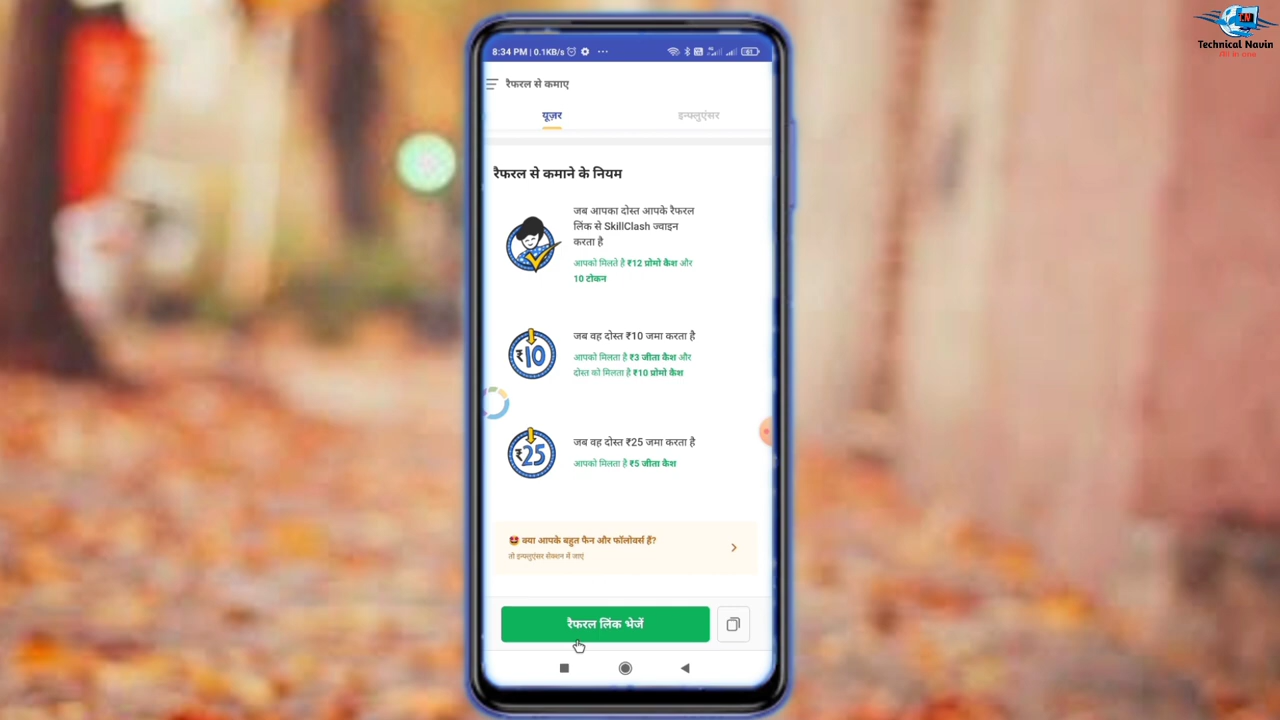 Technical Navin
8:34 PM | 0.1KB/s
रैफरल से कमाए
यूज़र
इन्फ्लुएंसर
रैफरल से कमाने के नियम
जब आपका दोस्त आपके रैफरल
लिंक से SkillClash ज्वाइन
करता है
आपको मिलते है ₹12 प्रोमो कैश और
10 टोकन
₹10
जब वह दोस्त ₹10 जमा करता है
आपको मिलता है ₹3 जीता कैश और
दोस्त को मिलता है ₹10 प्रोमो कैश
₹25
जब वह दोस्त ₹25 जमा करता है
आपको मिलता है ₹5 जीता कैश
क्या आपके बहुत फैन और फॉलोवर्स हैं?
तो इन्फ्लुएंसर सेक्शन में जाएं
रैफरल लिंक भेजें